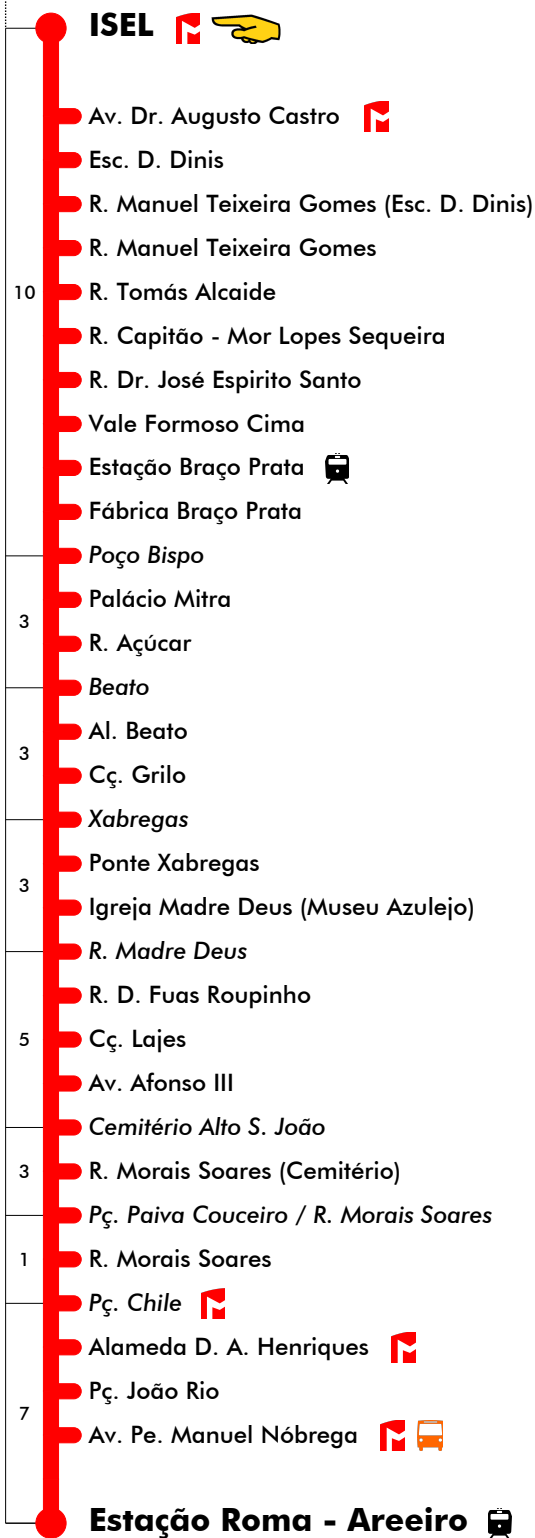 ISEL
Av. Dr. Augusto Castro
Esc. D. Dinis
R. Manuel Teixeira Gomes (Esc. D. Dinis)
R. Manuel Teixeira Gomes
10 R. Tomás Alcaide
R. Capitão - Mor Lopes Sequeira
R. Dr. José Espirito Santo
Vale Formoso Cima
Estação Braço Prata
Fábrica Braço Prata
Poço Bispo
Palácio Mitra
3
R. Açúcar
Beato
Al. Beato
3
Cç. Grilo
Xabregas
Ponte Xabregas
3
Igreja Madre Deus (Museu Azulejo)
R. Madre Deus
R. D. Fuas Roupinho
5 Cç. Lajes
Av. Afonso III
Cemitério Alto S. João
3 R. Morais Soares (Cemitério)
Pç. Paiva Couceiro / R. Morais Soares
1 R. Morais Soares
Pç. Chile
Alameda D. A. Henriques
Pç. João Rio
7
Av. Pe. Manuel Nóbrega
Estação Roma - Areeiro